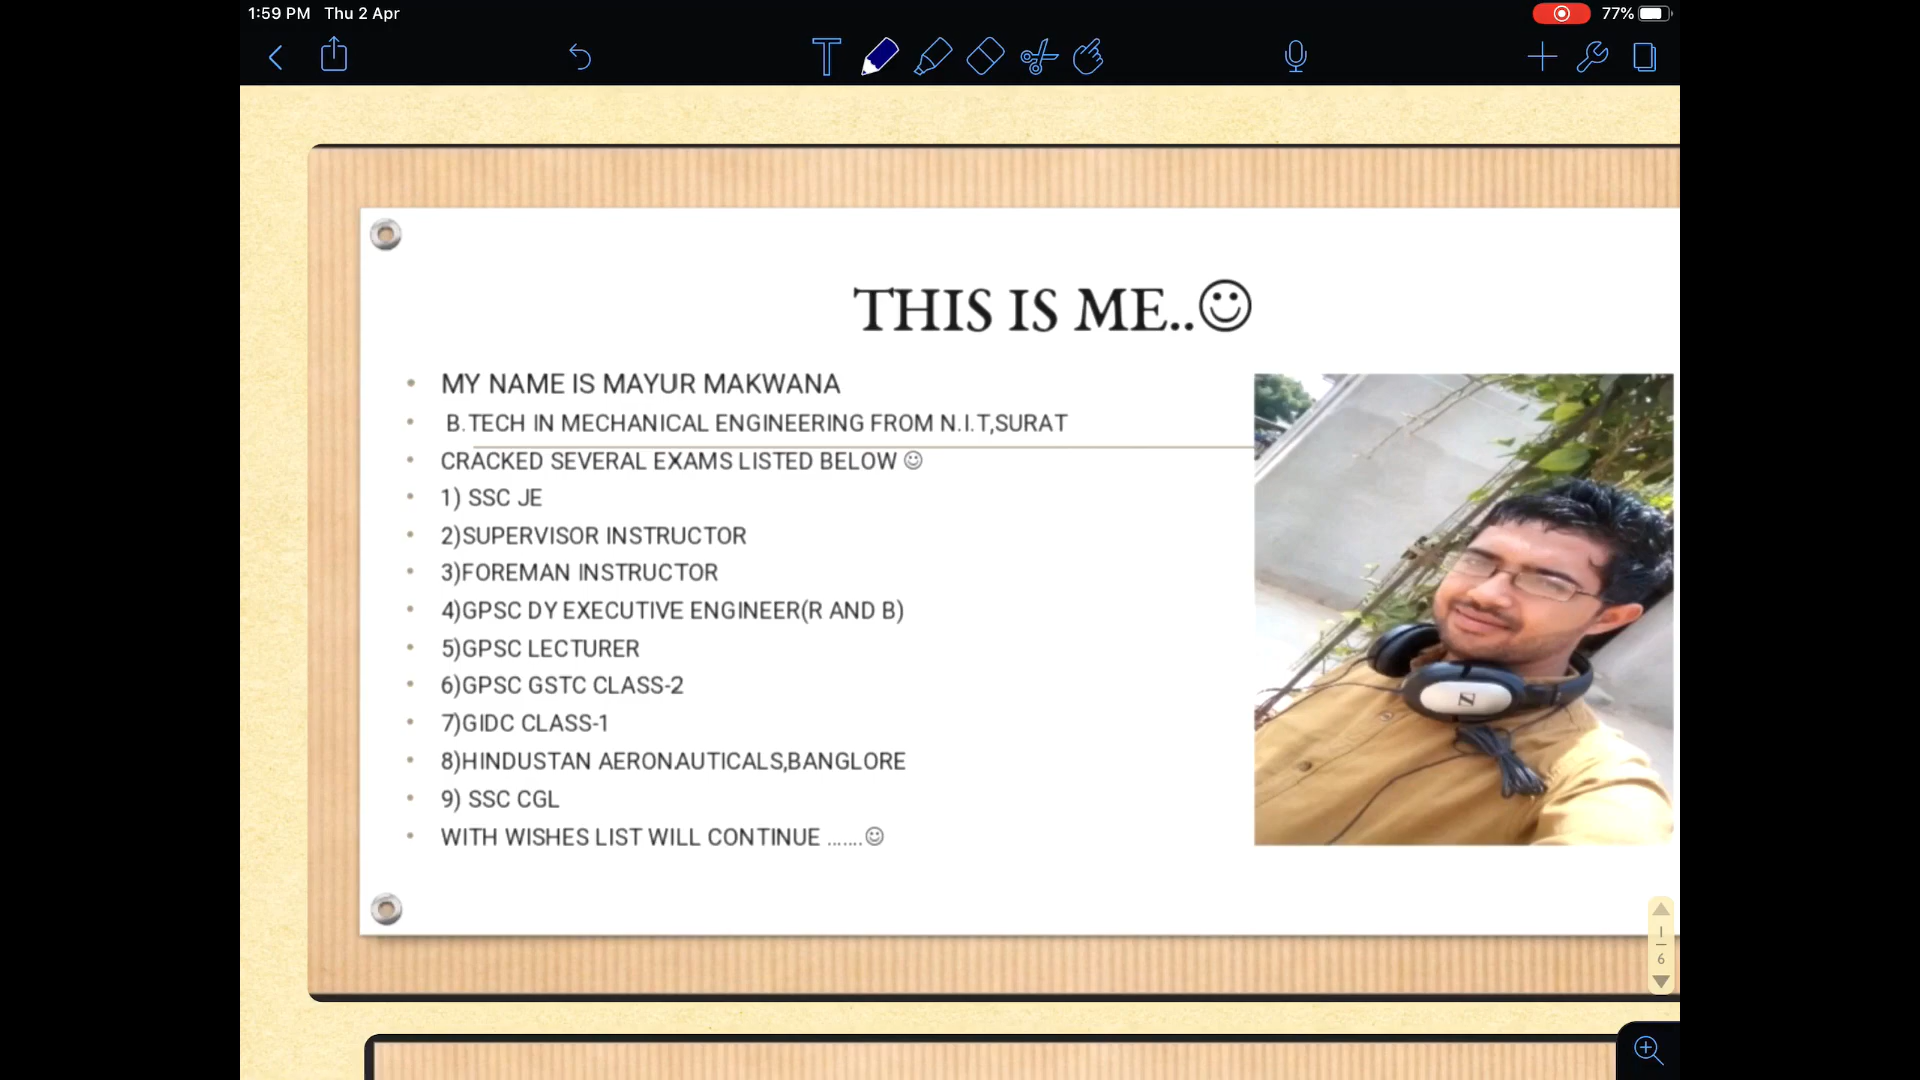 1:59 PM Thu 2 Apr
77%
T
THIS IS ME..☺
• MY NAME IS MAYUR MAKWANA
• B.TECH IN MECHANICAL ENGINEERING FROM N.I.T,SURAT
• CRACKED SEVERAL EXAMS LISTED BELOW ☺
• 1) SSC JE
• 2)SUPERVISOR INSTRUCTOR
• 3)FOREMAN INSTRUCTOR
• 4)GPSC DY EXECUTIVE ENGINEER(R AND B)
• 5)GPSC LECTURER
• 6)GPSC GSTC CLASS-2
• 7)GIDC CLASS-1
• 8)HINDUSTAN AERONAUTICALS,BANGLORE
• 9) SSC CGL
• WITH WISHES LIST WILL CONTINUE .......☺
1
6